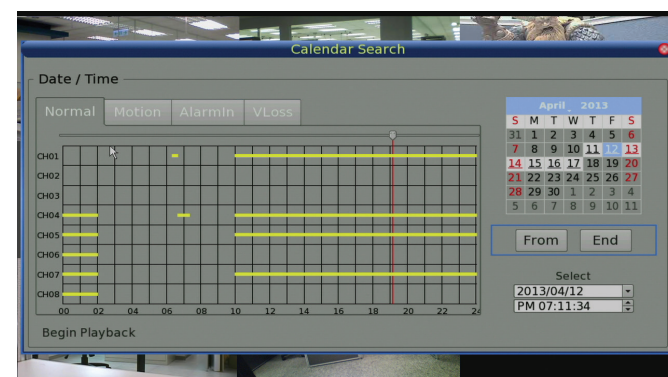 Calendar Search
Date / Time
Normal Motion AlarmIn VLoss
CH01
CH02
CH03
CH04
CH05
CH06
CH07
CH08
00 02 04 06 08 10 12 14 16 18 20 22 24
Begin Playback
April 2013
S M T W T F S
31 1 2 3 4 5 6
7 8 9 10 11 12 13
14 15 16 17 18 19 20
21 22 23 24 25 26 27
28 29 30 1 2 3 4
5 6 7 8 9 10 11
From End
Select
2013/04/12
PM 07:11:34